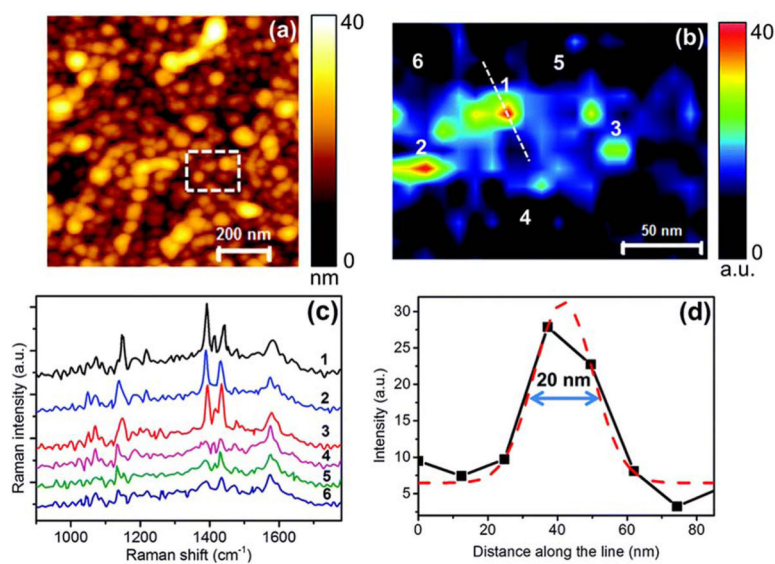 (a)
200 nm
40
0
nm
(b)
6
5
1
2
3
4
50 nm
40
0
a.u.
(c)
1
2
3
4
5
6
Raman intensity (a.u.)
1000 1200 1400 1600
Raman shift (cm⁻¹)
(d)
20 nm
30
25
20
15
10
5
Intensity (a.u.)
0 20 40 60 80
Distance along the line (nm)